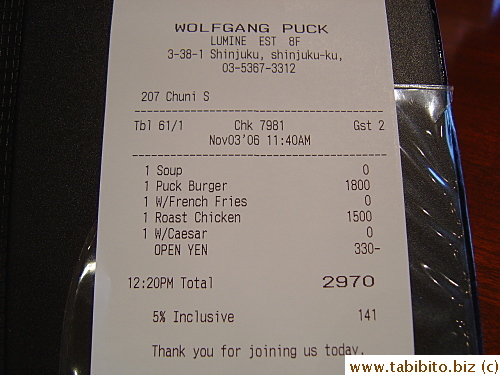 WOLFGANG PUCK
LUMINE EST 8F
3-38-1 Shinjuku, shinjuku-ku,
03-5367-3312
207 Chuni S
Tbl 61/1 Chk 7981 Gst 2
Nov03'06 11:40AM
1 Soup 0
1 Puck Burger 1800
1 W/French Fries 0
1 Roast Chicken 1500
1 W/Caesar 0
OPEN YEN 330-
12:20PM Total 2970
5% Inclusive 141
Thank you for joining us today.
www.tabibito.biz (c)